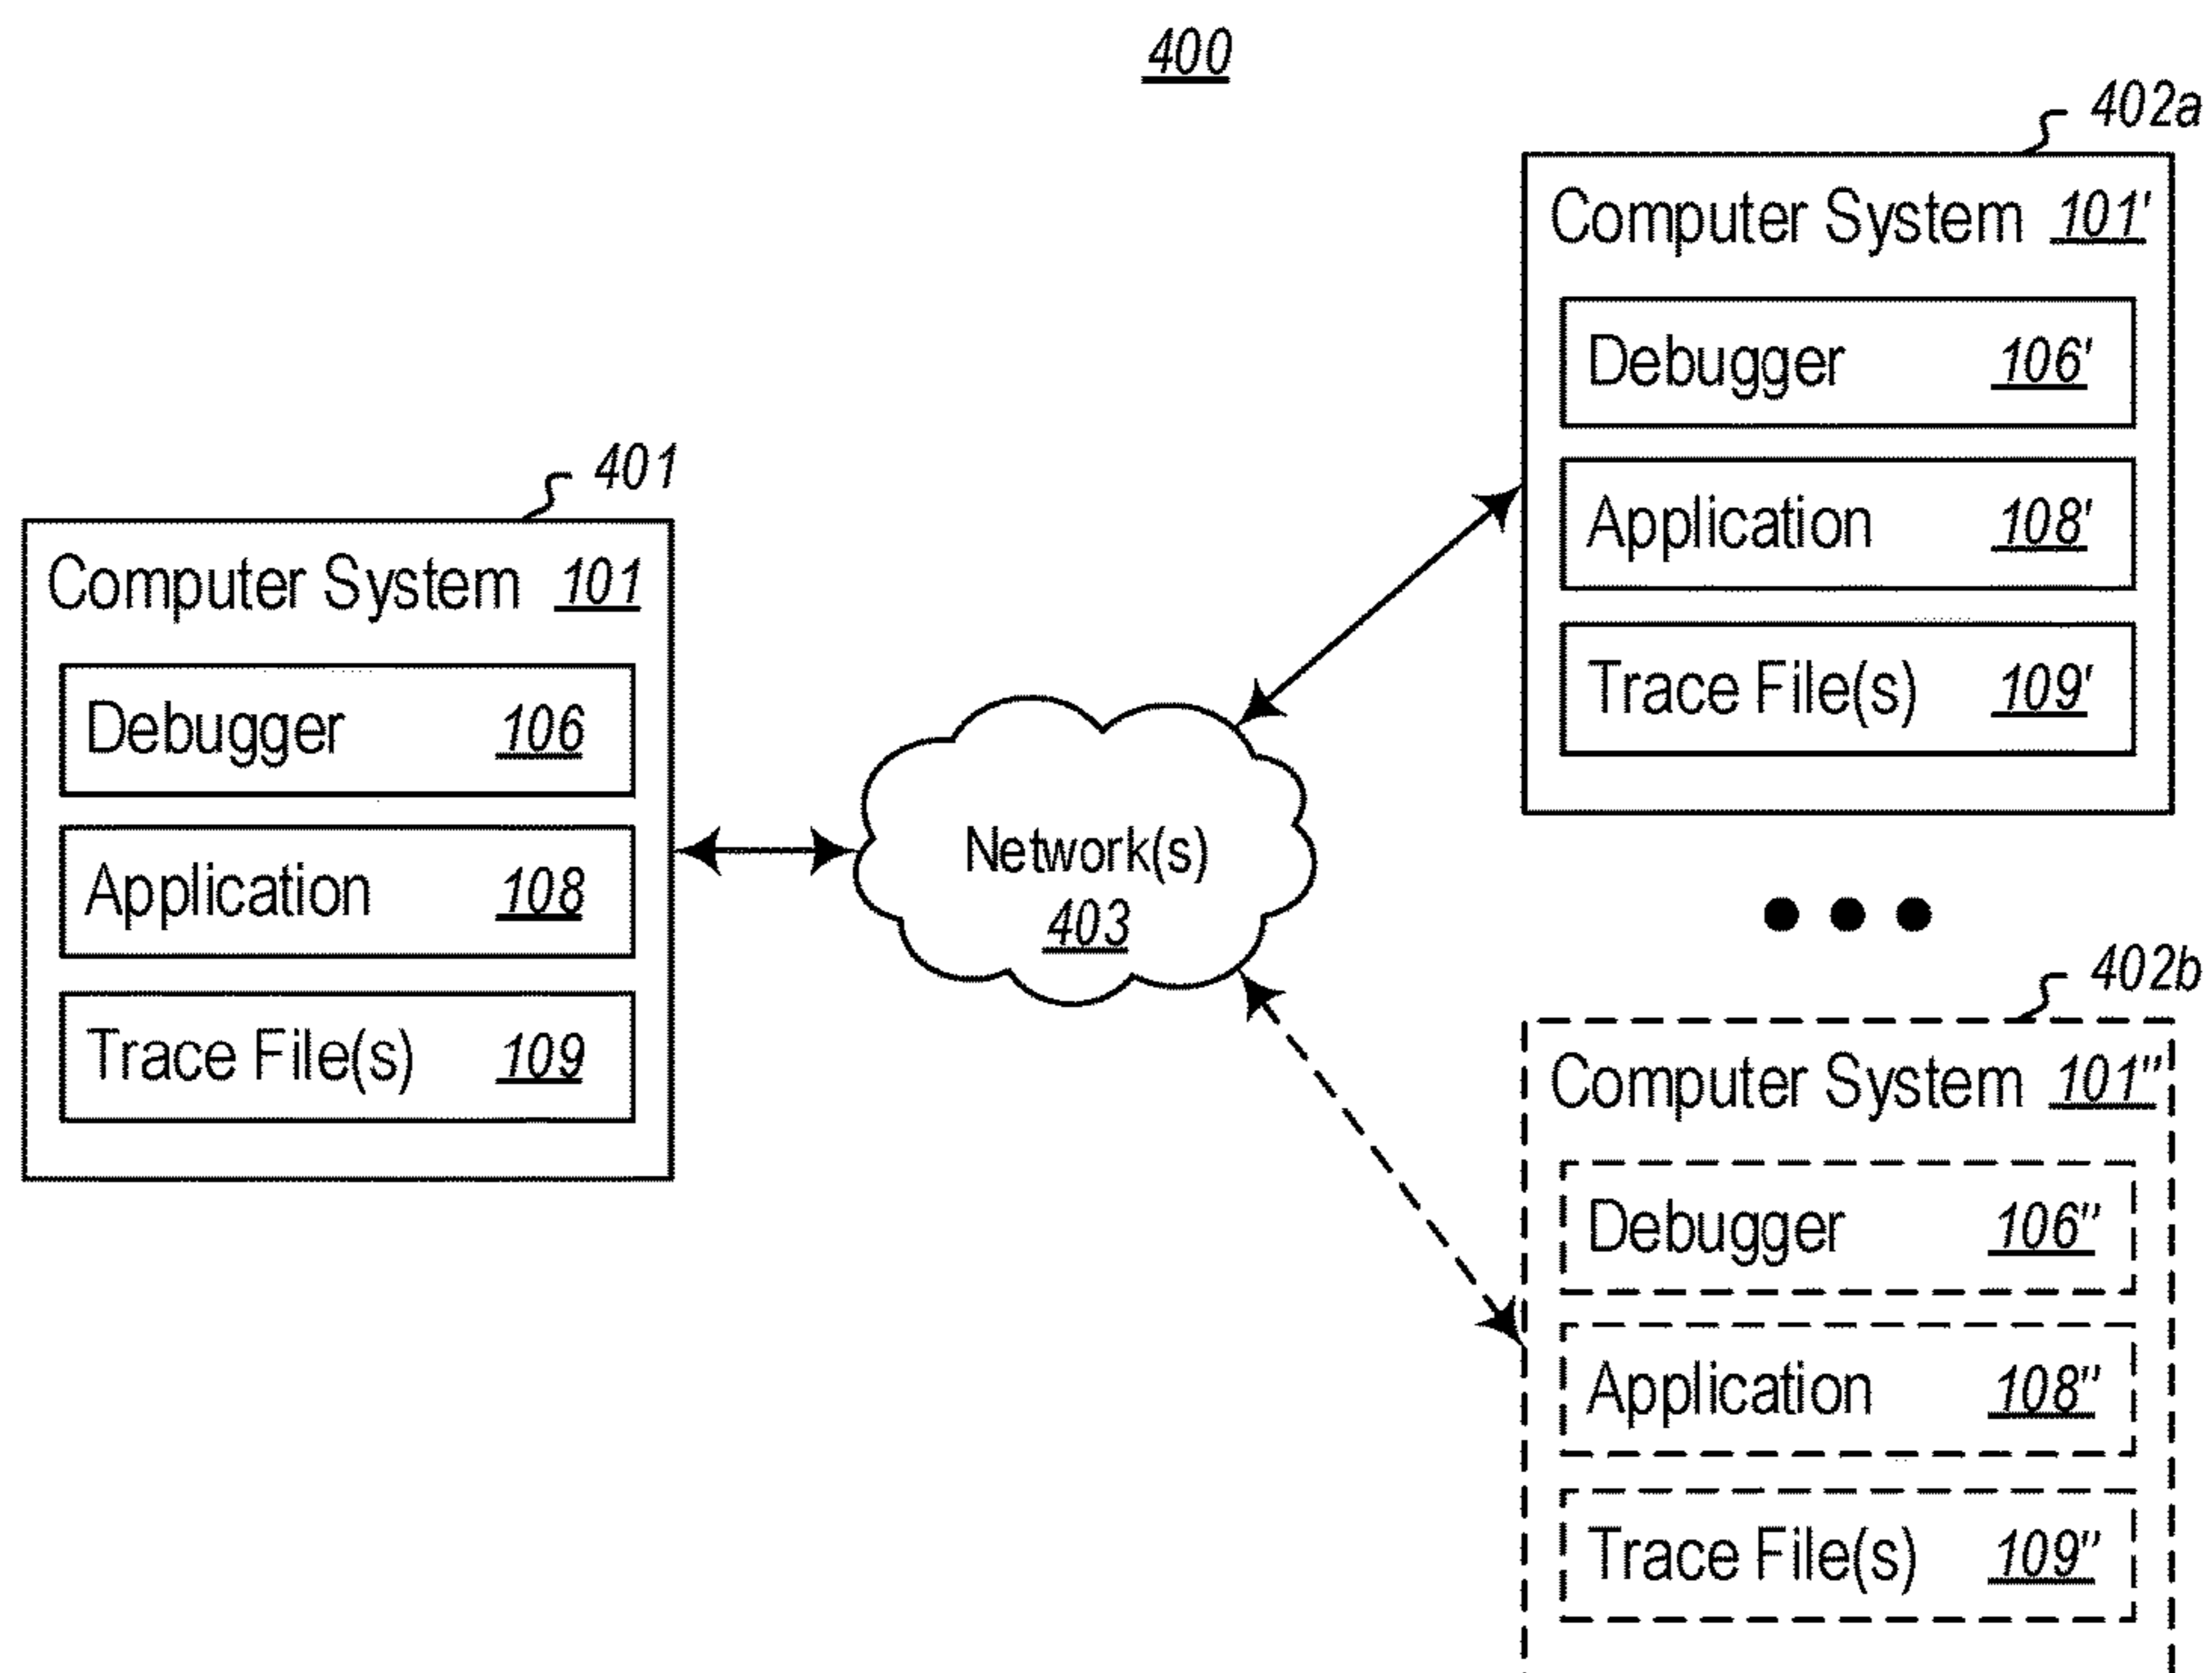 400
402a
Computer System 101'
Debugger 106'
Application 108'
Trace File(s) 109'
401
Computer System 101
Debugger 106
Application 108
Trace File(s) 109
Network(s)
403
402b
Computer System 101"
Debugger 106"
Application 108"
Trace File(s) 109"